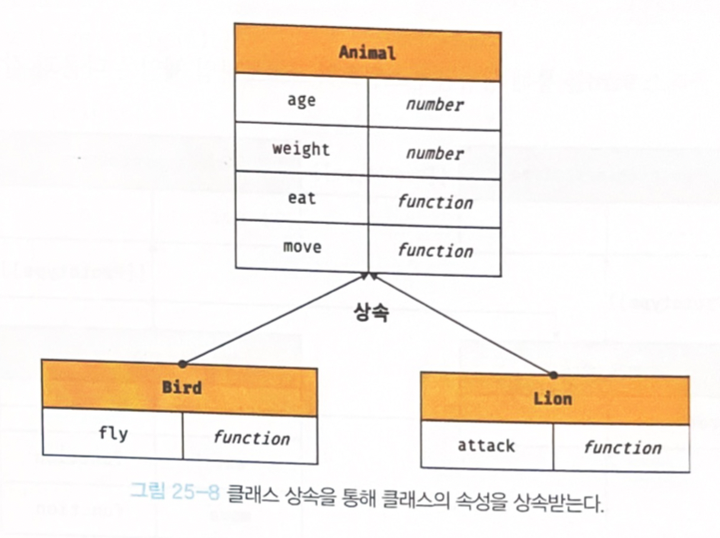 Animal
age number
weight number
eat function
move function
상속
Bird
fly function
Lion
attack function
그림 25-8 클래스 상속을 통해 클래스의 속성을 상속받는다.